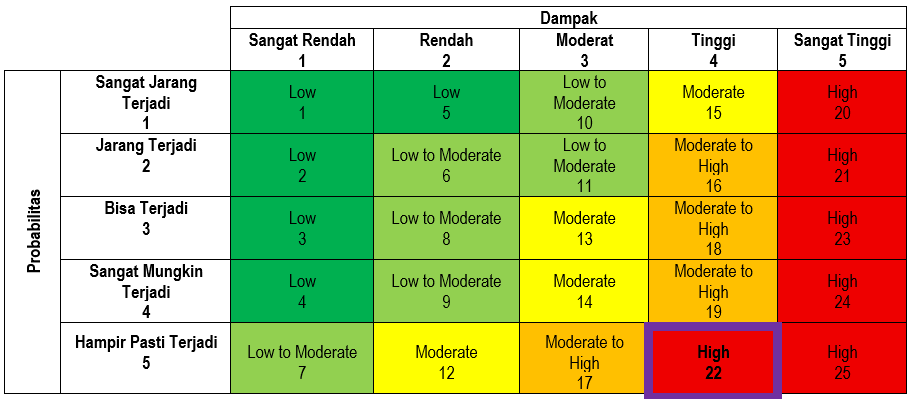 Dampak
Sangat Rendah
1
Rendah
2
Moderat
3
Tinggi
4
Sangat Tinggi
5
Probabilitas
Sangat Jarang
Terjadi
1
Low
1
Low
5
Low to
Moderate
10
Moderate
15
High
20
Jarang Terjadi
2
Low
2
Low to Moderate
6
Low to
Moderate
11
Moderate to
High
16
High
21
Bisa Terjadi
3
Low
3
Low to Moderate
8
Moderate
13
Moderate to
High
18
High
23
Sangat Mungkin
Terjadi
4
Low
4
Low to Moderate
9
Moderate
14
Moderate to
High
19
High
24
Hampir Pasti Terjadi
5
Low to Moderate
7
Moderate
12
Moderate to
High
17
High
22
High
25